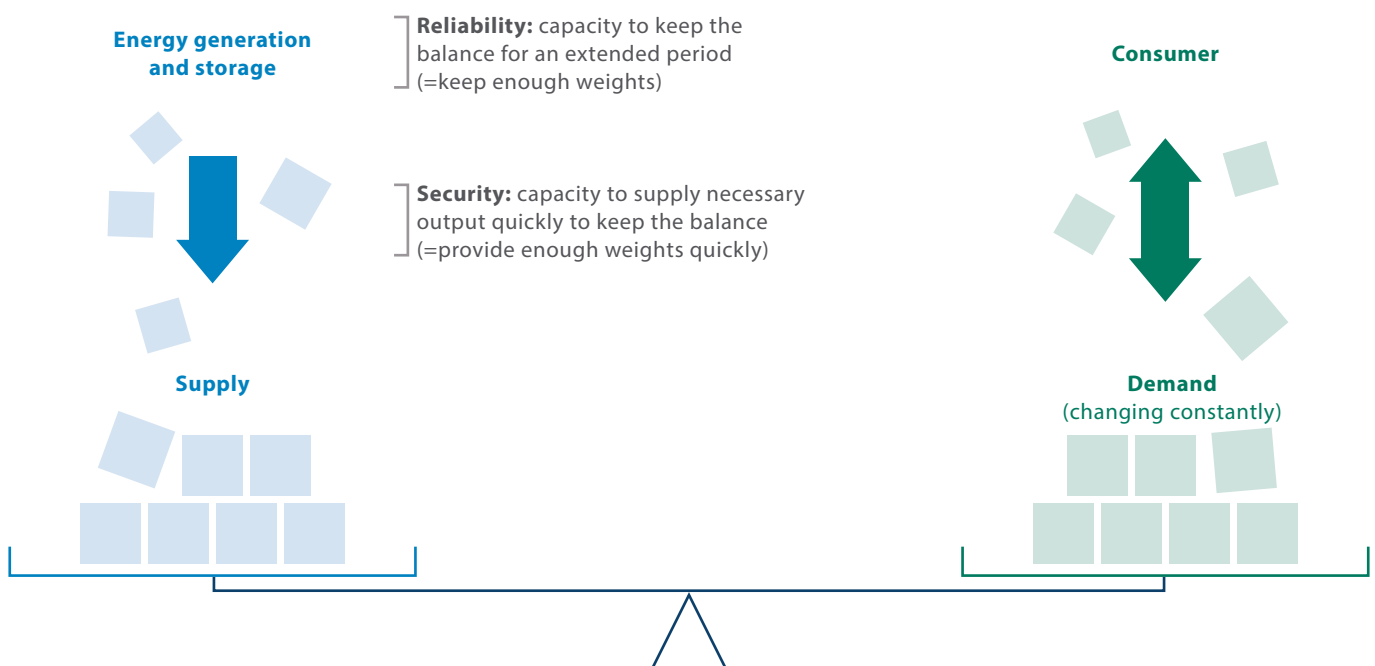 Energy generation
and storage
Reliability: capacity to keep the
balance for an extended period
(=keep enough weights)
Security: capacity to supply necessary
output quickly to keep the balance
(=provide enough weights quickly)
Consumer
Supply
Demand
(changing constantly)